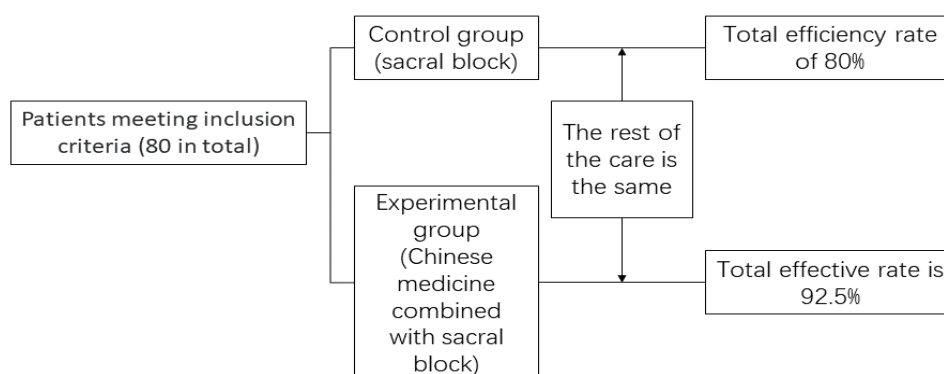 Control group
(sacral block)
Total efficiency rate
of 80%
Patients meeting inclusion
criteria (80 in total)
The rest of
the care is
the same
Experimental
group
(Chinese
medicine
combined
with sacral
block)
Total effective rate is
92.5%